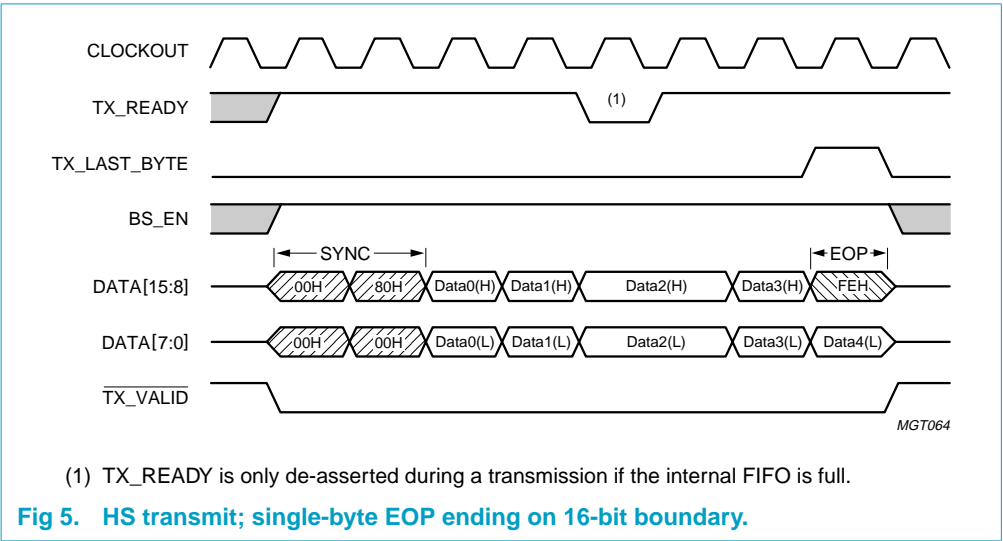 CLOCKOUT
TX_READY
(1)
TX_LAST_BYTE
BS_EN
SYNC
EOP
DATA[15:8]
00H 80H Data0(H) Data1(H) Data2(H) Data3(H) FEH
DATA[7:0]
00H 00H Data0(L) Data1(L) Data2(L) Data3(L) Data4(L)
TX_VALID
MGT064
(1) TX_READY is only de-asserted during a transmission if the internal FIFO is full.
Fig 5. HS transmit; single-byte EOP ending on 16-bit boundary.